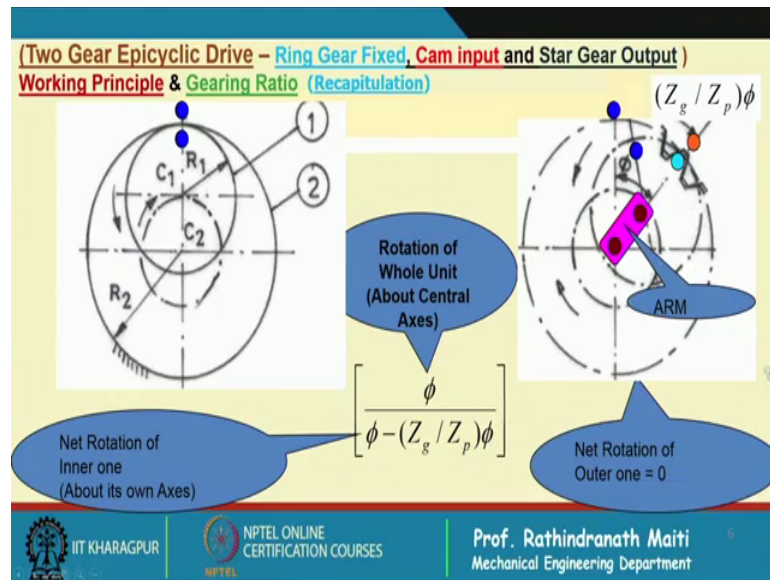 (Two Gear Epicyclic Drive – Ring Gear Fixed, Cam input and Star Gear Output )
Working Principle & Gearing Ratio (Recapitulation)
(Z_g / Z_p)φ
1
2
R1
C1
C2
R2
φ
Rotation of
Whole Unit
(About Central
Axes)
ARM
[φ / (φ − (Z_g / Z_p)φ)]
Net Rotation of
Inner one
(About its own Axes)
Net Rotation of
Outer one = 0
IIT KHARAGPUR
NPTEL
NPTEL ONLINE
CERTIFICATION COURSES
Prof. Rathindranath Maiti
Mechanical Engineering Department
6